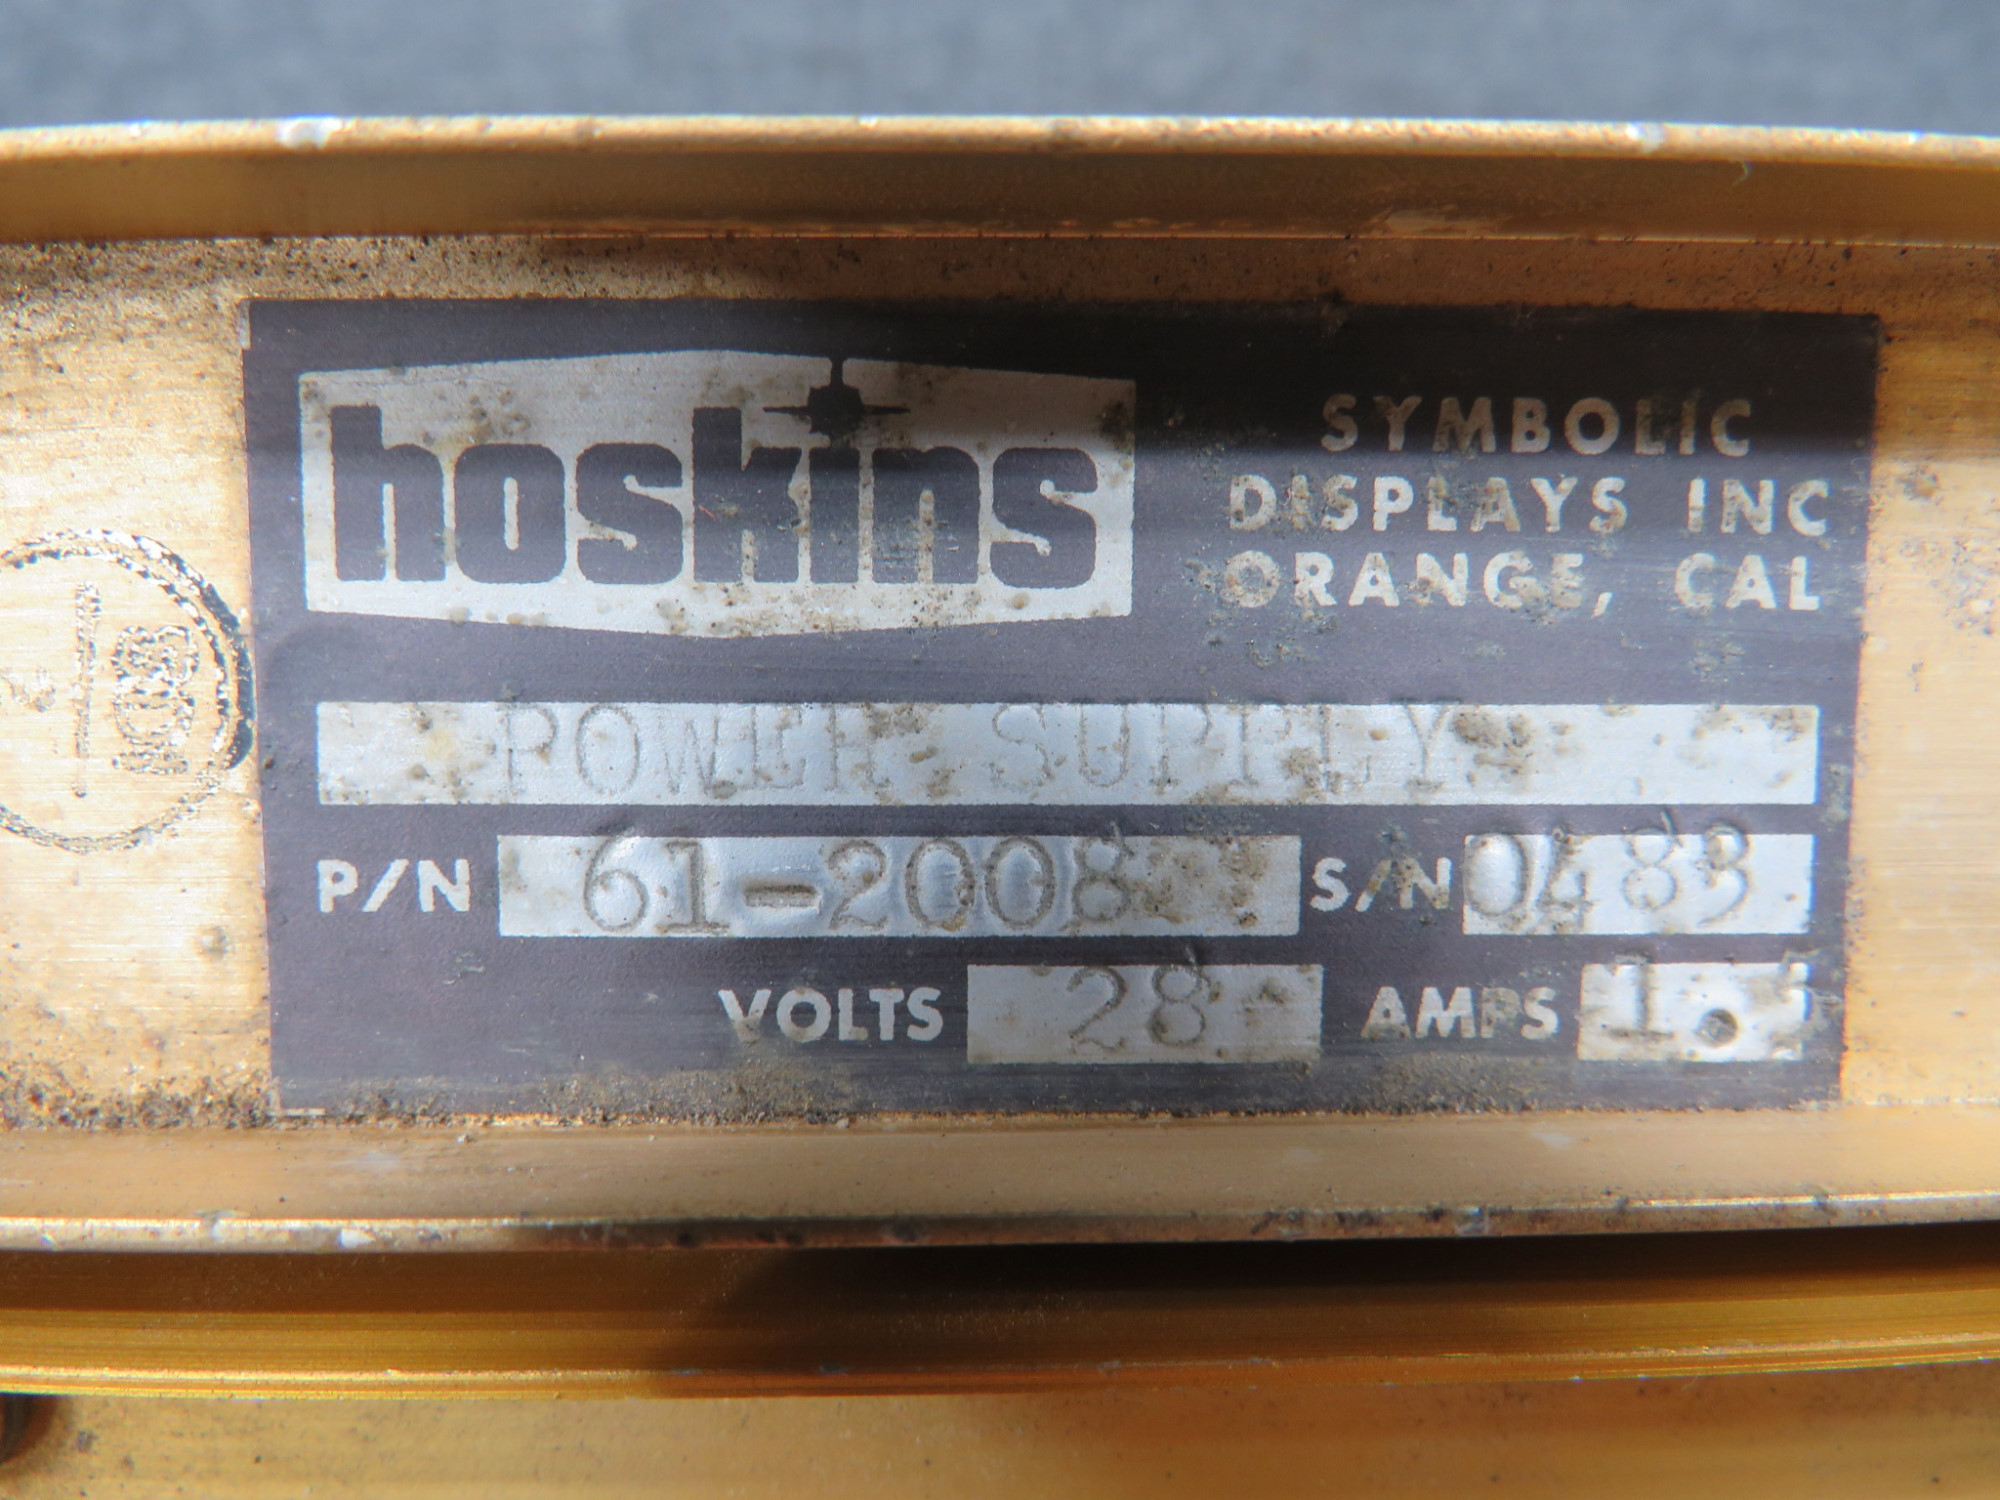 hoskins
SYMBOLIC
DISPLAYS INC
ORANGE, CAL
POWER SUPPLY
P/N 61-2008 S/N 0483
VOLTS 28 AMPS